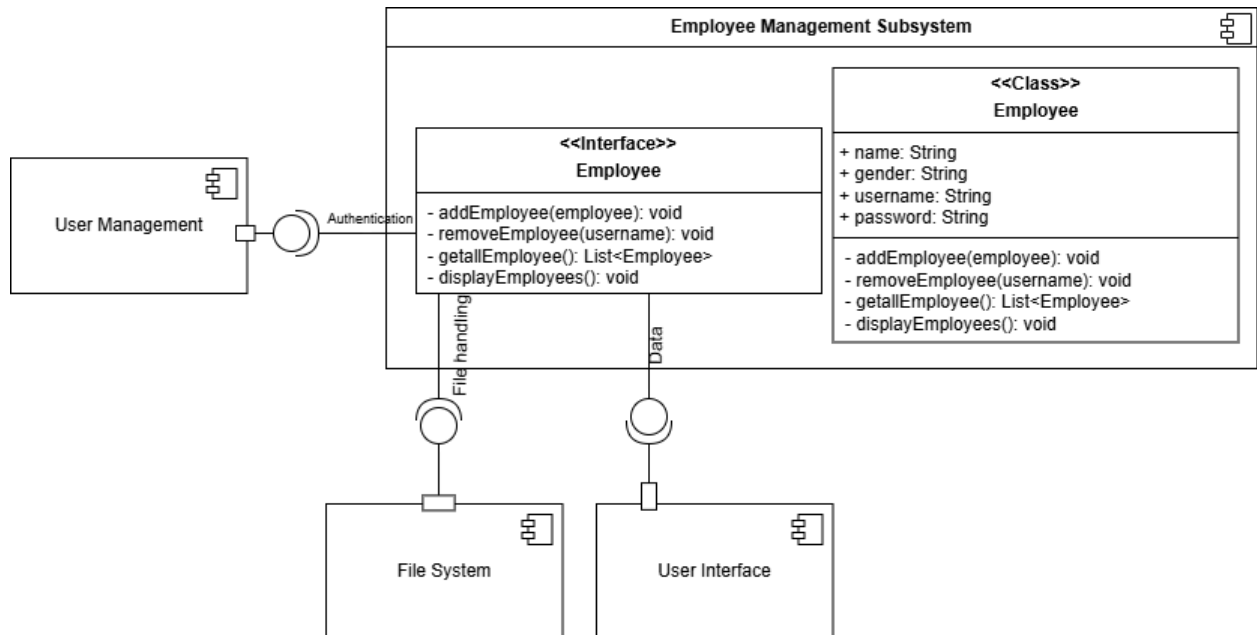 Employee Management Subsystem
<<Class>>
Employee
+ name: String
+ gender: String
+ username: String
+ password: String
- addEmployee(employee): void
- removeEmployee(username): void
- getallEmployee(): List<Employee>
- displayEmployees(): void
<<Interface>>
Employee
- addEmployee(employee): void
- removeEmployee(username): void
- getallEmployee(): List<Employee>
- displayEmployees(): void
User Management
Authentication
File handling
Data
File System
User Interface